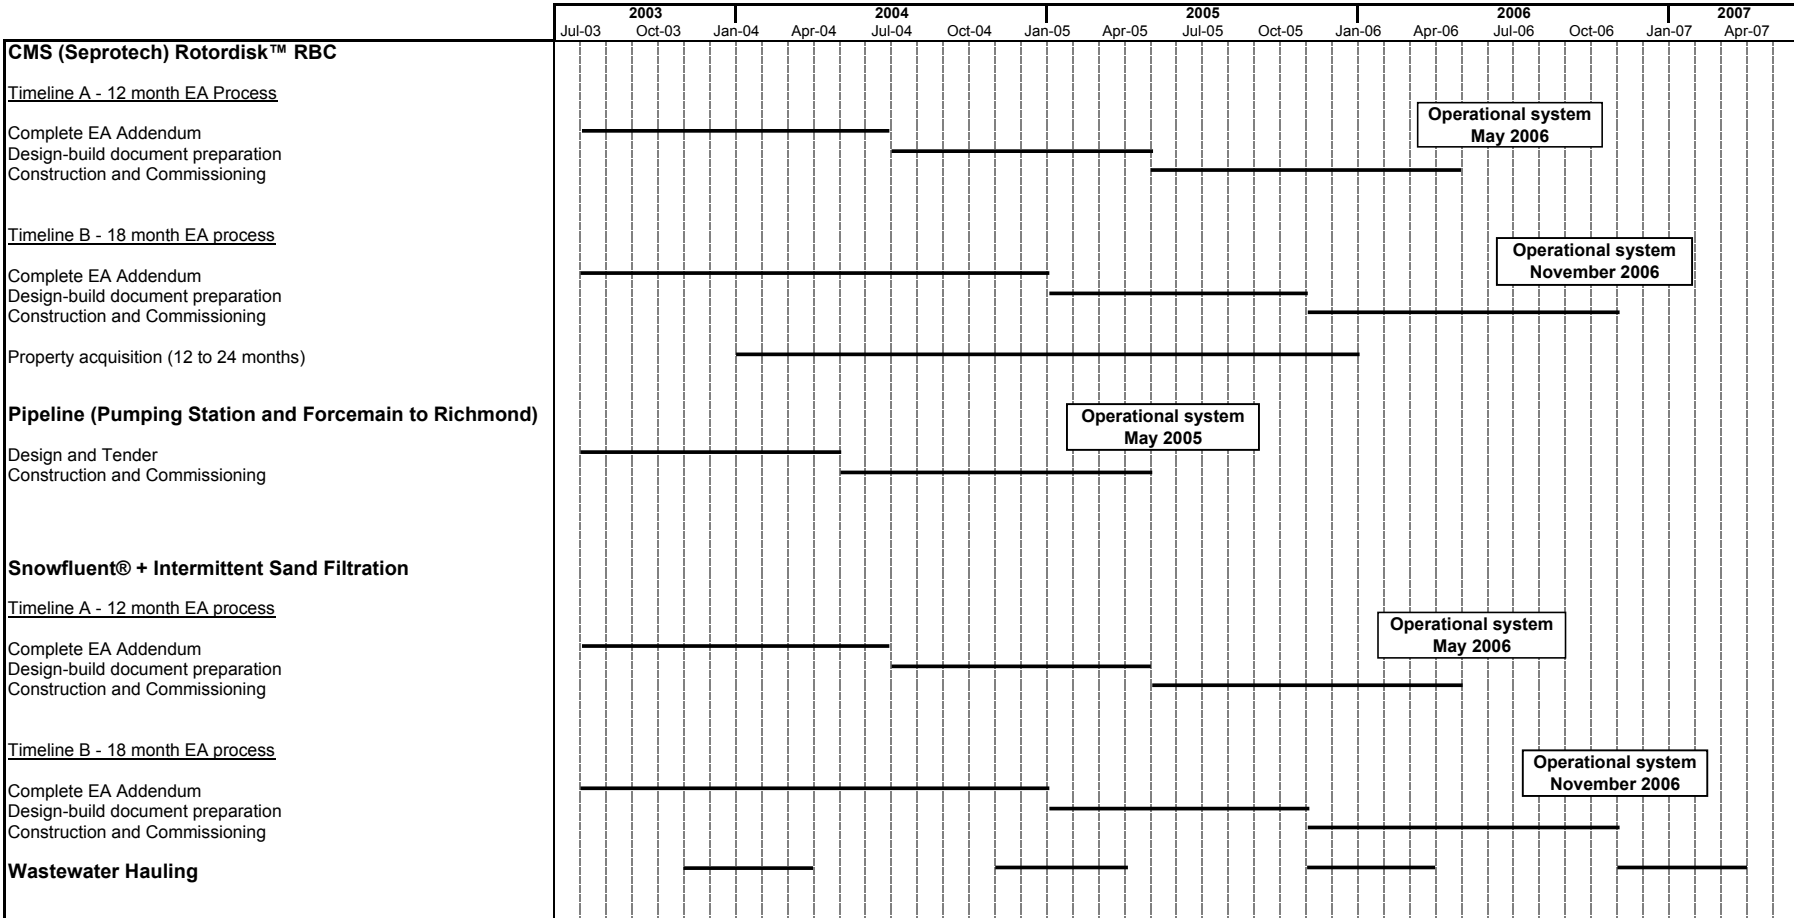 2003 2004 2005 2006 2007
Jul-03 Oct-03 Jan-04 Apr-04 Jul-04 Oct-04 Jan-05 Apr-05 Jul-05 Oct-05 Jan-06 Apr-06 Jul-06 Oct-06 Jan-07 Apr-07
CMS (Seprotech) Rotordisk™ RBC
Timeline A - 12 month EA Process
Operational system
May 2006
Complete EA Addendum
Design-build document preparation
Construction and Commissioning
Timeline B - 18 month EA process
Operational system
November 2006
Complete EA Addendum
Design-build document preparation
Construction and Commissioning
Property acquisition (12 to 24 months)
Pipeline (Pumping Station and Forcemain to Richmond)
Operational system
May 2005
Design and Tender
Construction and Commissioning
Snowfluent® + Intermittent Sand Filtration
Timeline A - 12 month EA process
Operational system
May 2006
Complete EA Addendum
Design-build document preparation
Construction and Commissioning
Timeline B - 18 month EA process
Operational system
November 2006
Complete EA Addendum
Design-build document preparation
Construction and Commissioning
Wastewater Hauling